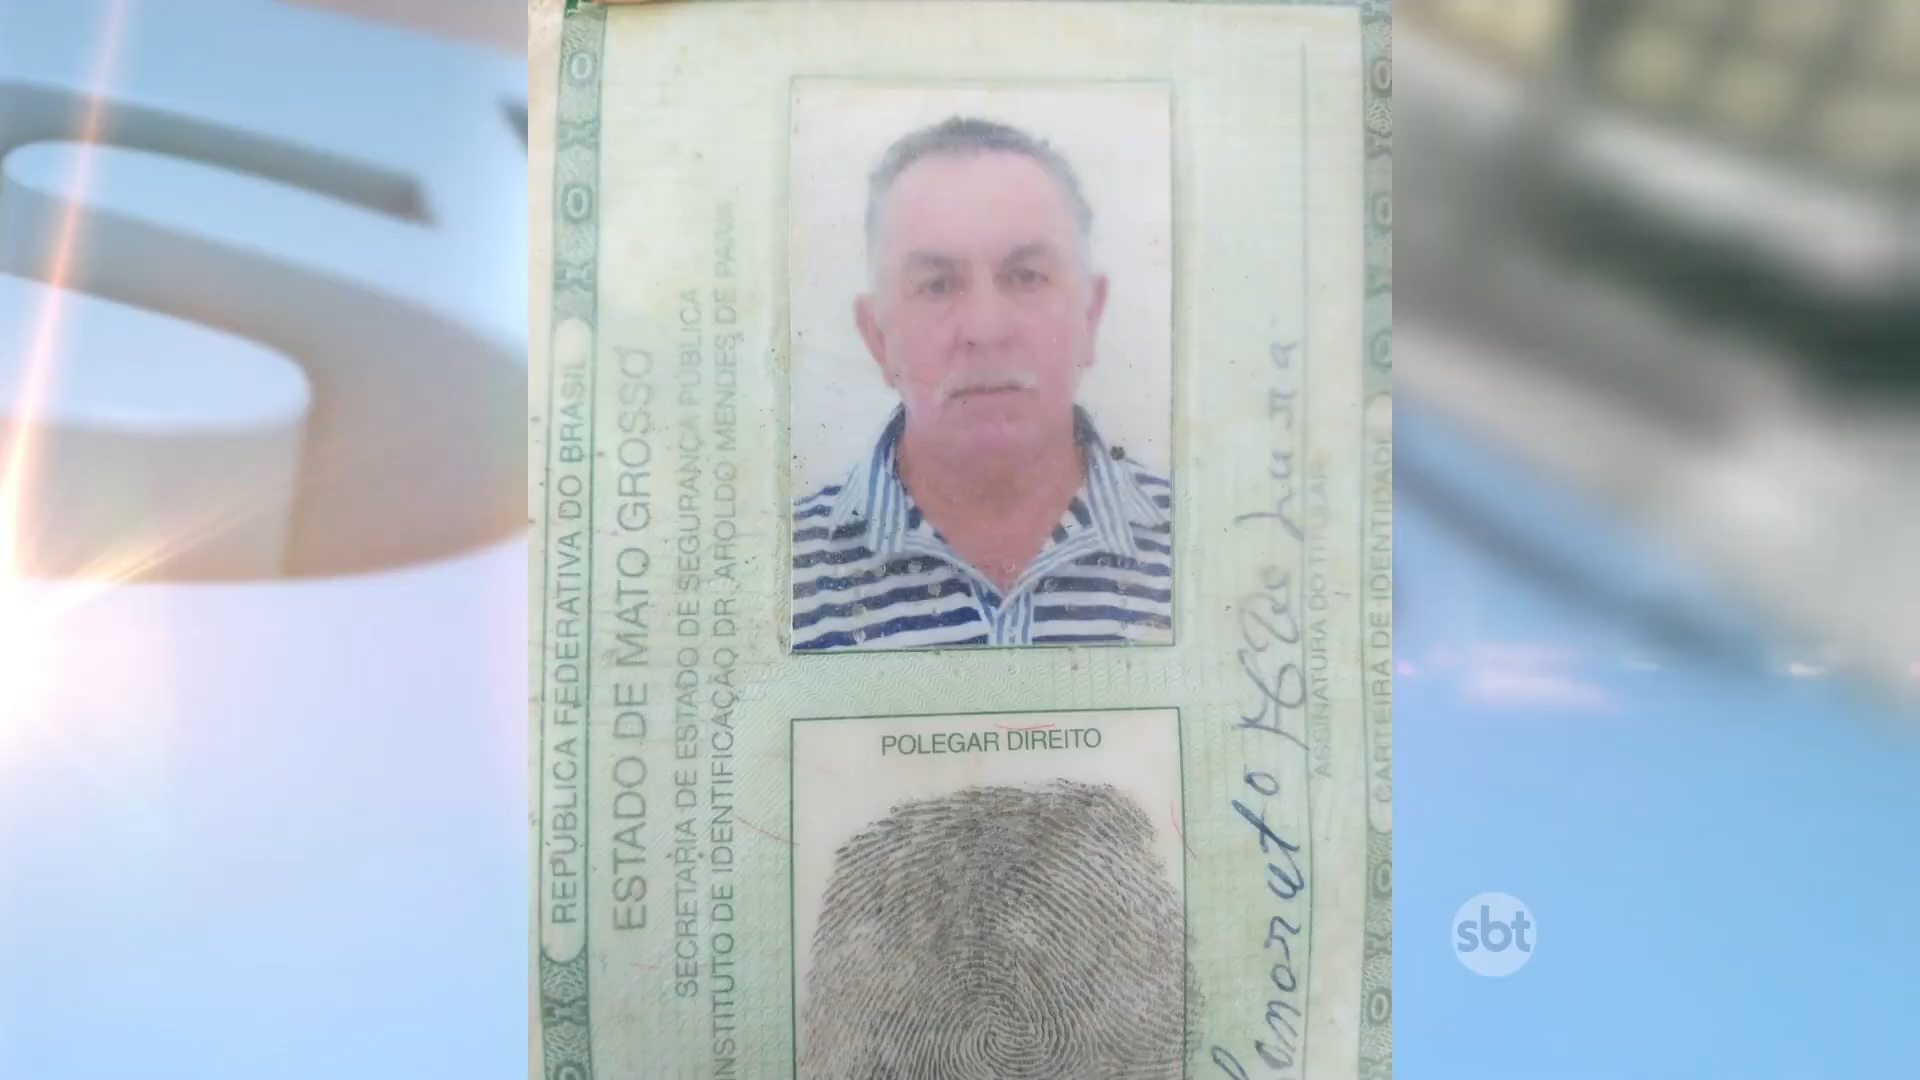 REPÚBLICA FEDERATIVA DO BRASIL
ESTADO DE MATO GROSSO
SECRETARIA DE ESTADO DE SEGURANÇA PÚBLICA
INSTITUTO DE IDENTIFICAÇÃO DR. AROLDO MENDES DE PAIVA
POLEGAR DIREITO
ASSINATURA DO TITULAR
CARTEIRA DE IDENTIDADE
sbt